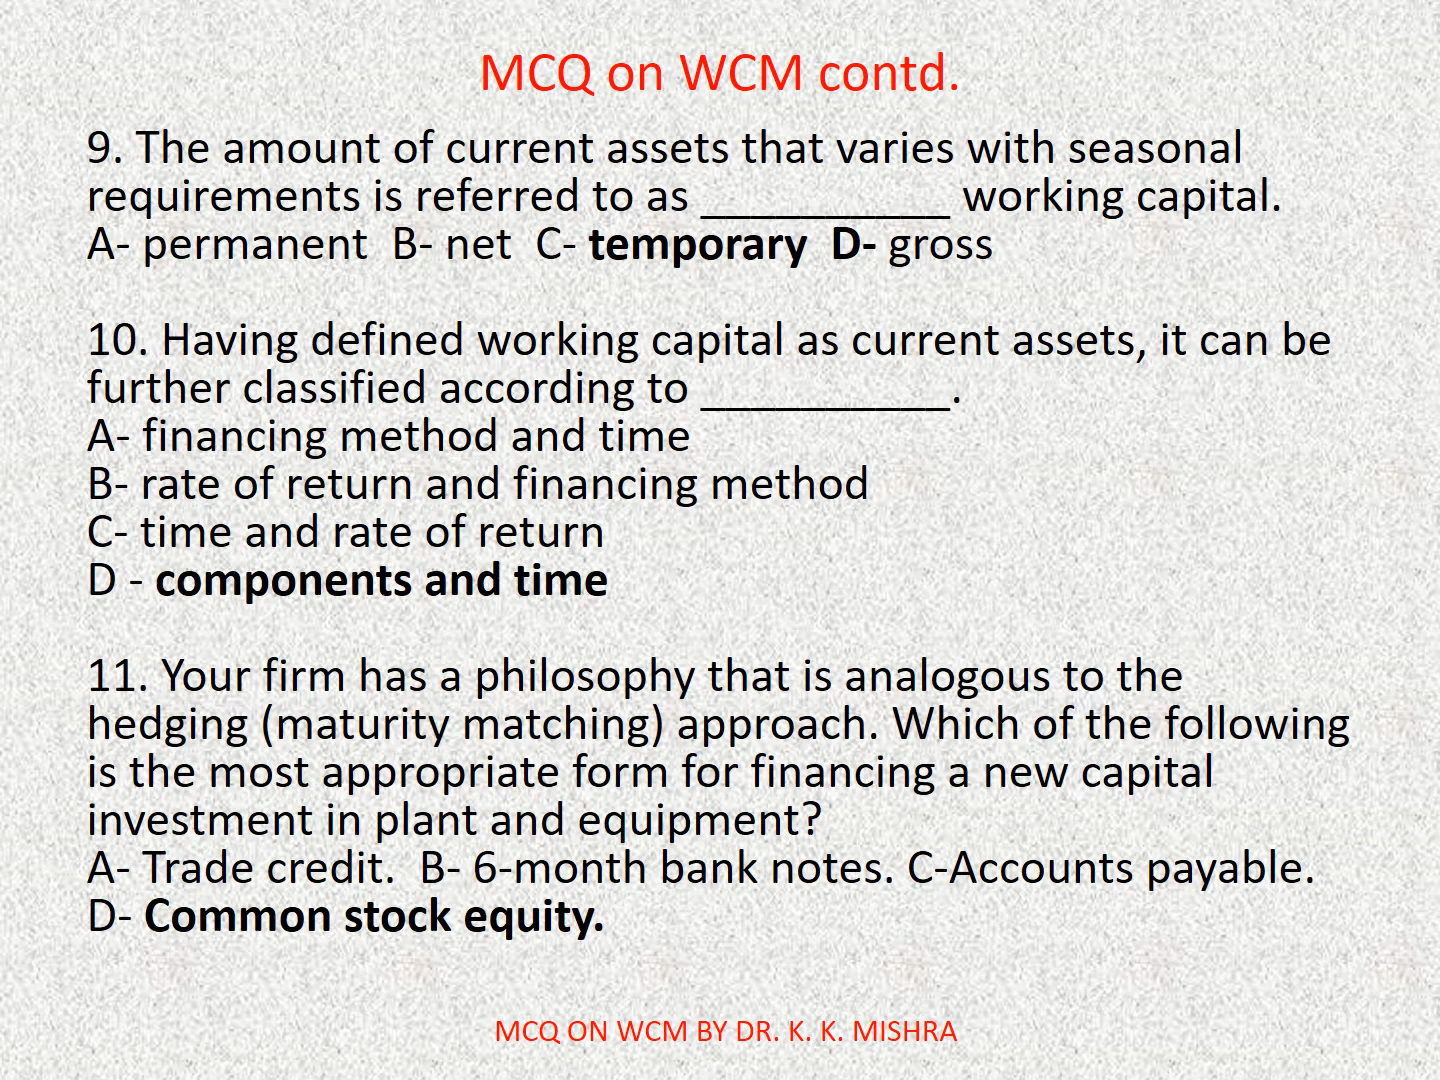 MCQ on WCM contd.
9. The amount of current assets that varies with seasonal
requirements is referred to as __________ working capital.
A- permanent  B- net  C- temporary  D- gross
10. Having defined working capital as current assets, it can be
further classified according to __________.
A- financing method and time
B- rate of return and financing method
C- time and rate of return
D - components and time
11. Your firm has a philosophy that is analogous to the
hedging (maturity matching) approach. Which of the following
is the most appropriate form for financing a new capital
investment in plant and equipment?
A- Trade credit.  B- 6-month bank notes. C-Accounts payable.
D- Common stock equity.
MCQ ON WCM BY DR. K. K. MISHRA